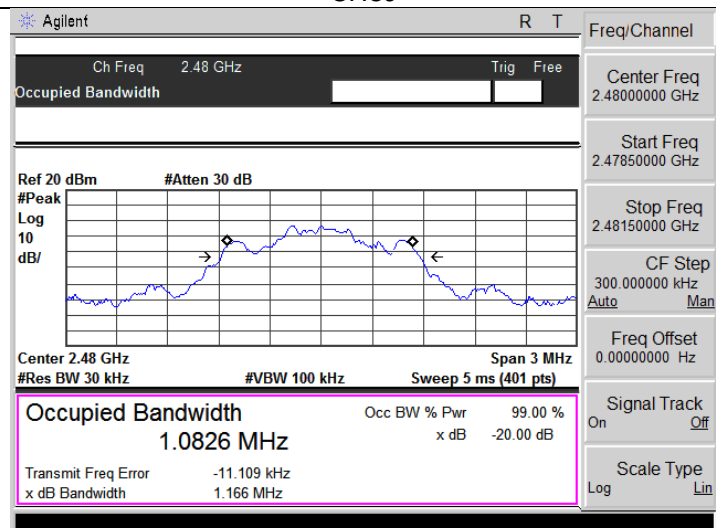 Agilent R T
Ch Freq 2.48 GHz Trig Free
Occupied Bandwidth
Ref 20 dBm #Atten 30 dB
#Peak
Log
10
dB/
Center 2.48 GHz Span 3 MHz
#Res BW 30 kHz #VBW 100 kHz Sweep 5 ms (401 pts)
Occupied Bandwidth
1.0826 MHz
Occ BW % Pwr 99.00 %
x dB -20.00 dB
Transmit Freq Error -11.109 kHz
x dB Bandwidth 1.166 MHz
Freq/Channel
Center Freq
2.48000000 GHz
Start Freq
2.47850000 GHz
Stop Freq
2.48150000 GHz
CF Step
300.000000 kHz
Auto Man
Freq Offset
0.00000000 Hz
Signal Track
On Off
Scale Type
Log Lin